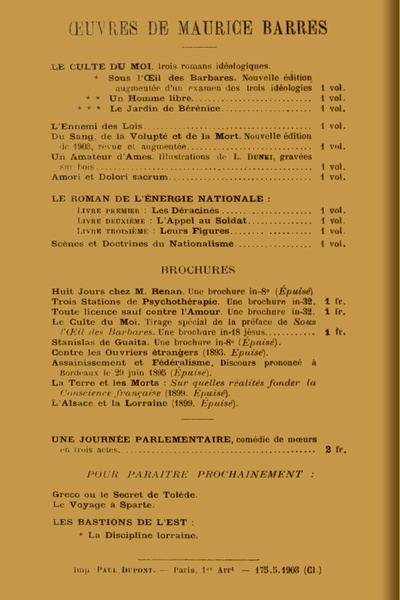 ŒUVRES DE MAURICE BARRÈS
LE CULTE DU MOI, trois romans idéologiques.
* Sous l'Œil des Barbares. Nouvelle édition
augmentée d'un examen des trois idéologies 1 vol.
* * Un Homme libre 1 vol.
* * * Le Jardin de Bérénice 1 vol.
L'Ennemi des Lois 1 vol.
Du Sang, de la Volupté et de la Mort. Nouvelle édition
de 1903, revue et augmentée 1 vol.
Un Amateur d'Ames. Illustrations de L. DUNKI, gravées
sur bois 1 vol.
Amori et Dolori sacrum 1 vol.
LE ROMAN DE L'ÉNERGIE NATIONALE :
LIVRE PREMIER : Les Déracinés 1 vol.
LIVRE DEUXIÈME : L'Appel au Soldat 1 vol.
LIVRE TROISIÈME : Leurs Figures 1 vol.
Scènes et Doctrines du Nationalisme 1 vol.
BROCHURES
Huit Jours chez M. Renan. Une brochure in-8° (Épuisé)
Trois Stations de Psychothérapie. Une brochure in-32. 1 fr.
Toute licence sauf contre l'Amour. Une brochure in-32. 1 fr.
Le Culte du Moi. Tirage spécial de la préface de Sous
l'Œil des Barbares. Une brochure in-18 jésus 1 fr.
Stanislas de Guaita. Une brochure in-8° (Épuisé).
Contre les Ouvriers étrangers (1893. Épuisé).
Assainissement et Fédéralisme. Discours prononcé à
Bordeaux le 29 juin 1895 (Épuisé).
La Terre et les Morts : Sur quelles réalités fonder la
Conscience française (1899. Épuisé).
L'Alsace et la Lorraine (1899. Épuisé).
UNE JOURNÉE PARLEMENTAIRE, comédie de mœurs
en trois actes 2 fr.
POUR PARAITRE PROCHAINEMENT :
Greco ou le Secret de Tolède.
Le Voyage à Sparte.
LES BASTIONS DE L'EST :
* La Discipline lorraine.
Imp. PAUL DUPONT. — Paris, 1er Arrt — 175.5.1903 (Cl.)